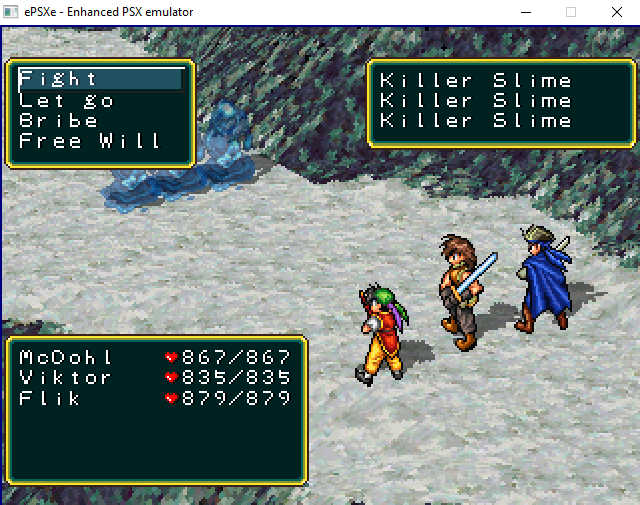 ePSXe - Enhanced PSX emulator
Fight
Let go
Bribe
Free Will
Killer Slime
Killer Slime
Killer Slime
McDohl 867/867
Viktor 835/835
Flik 879/879